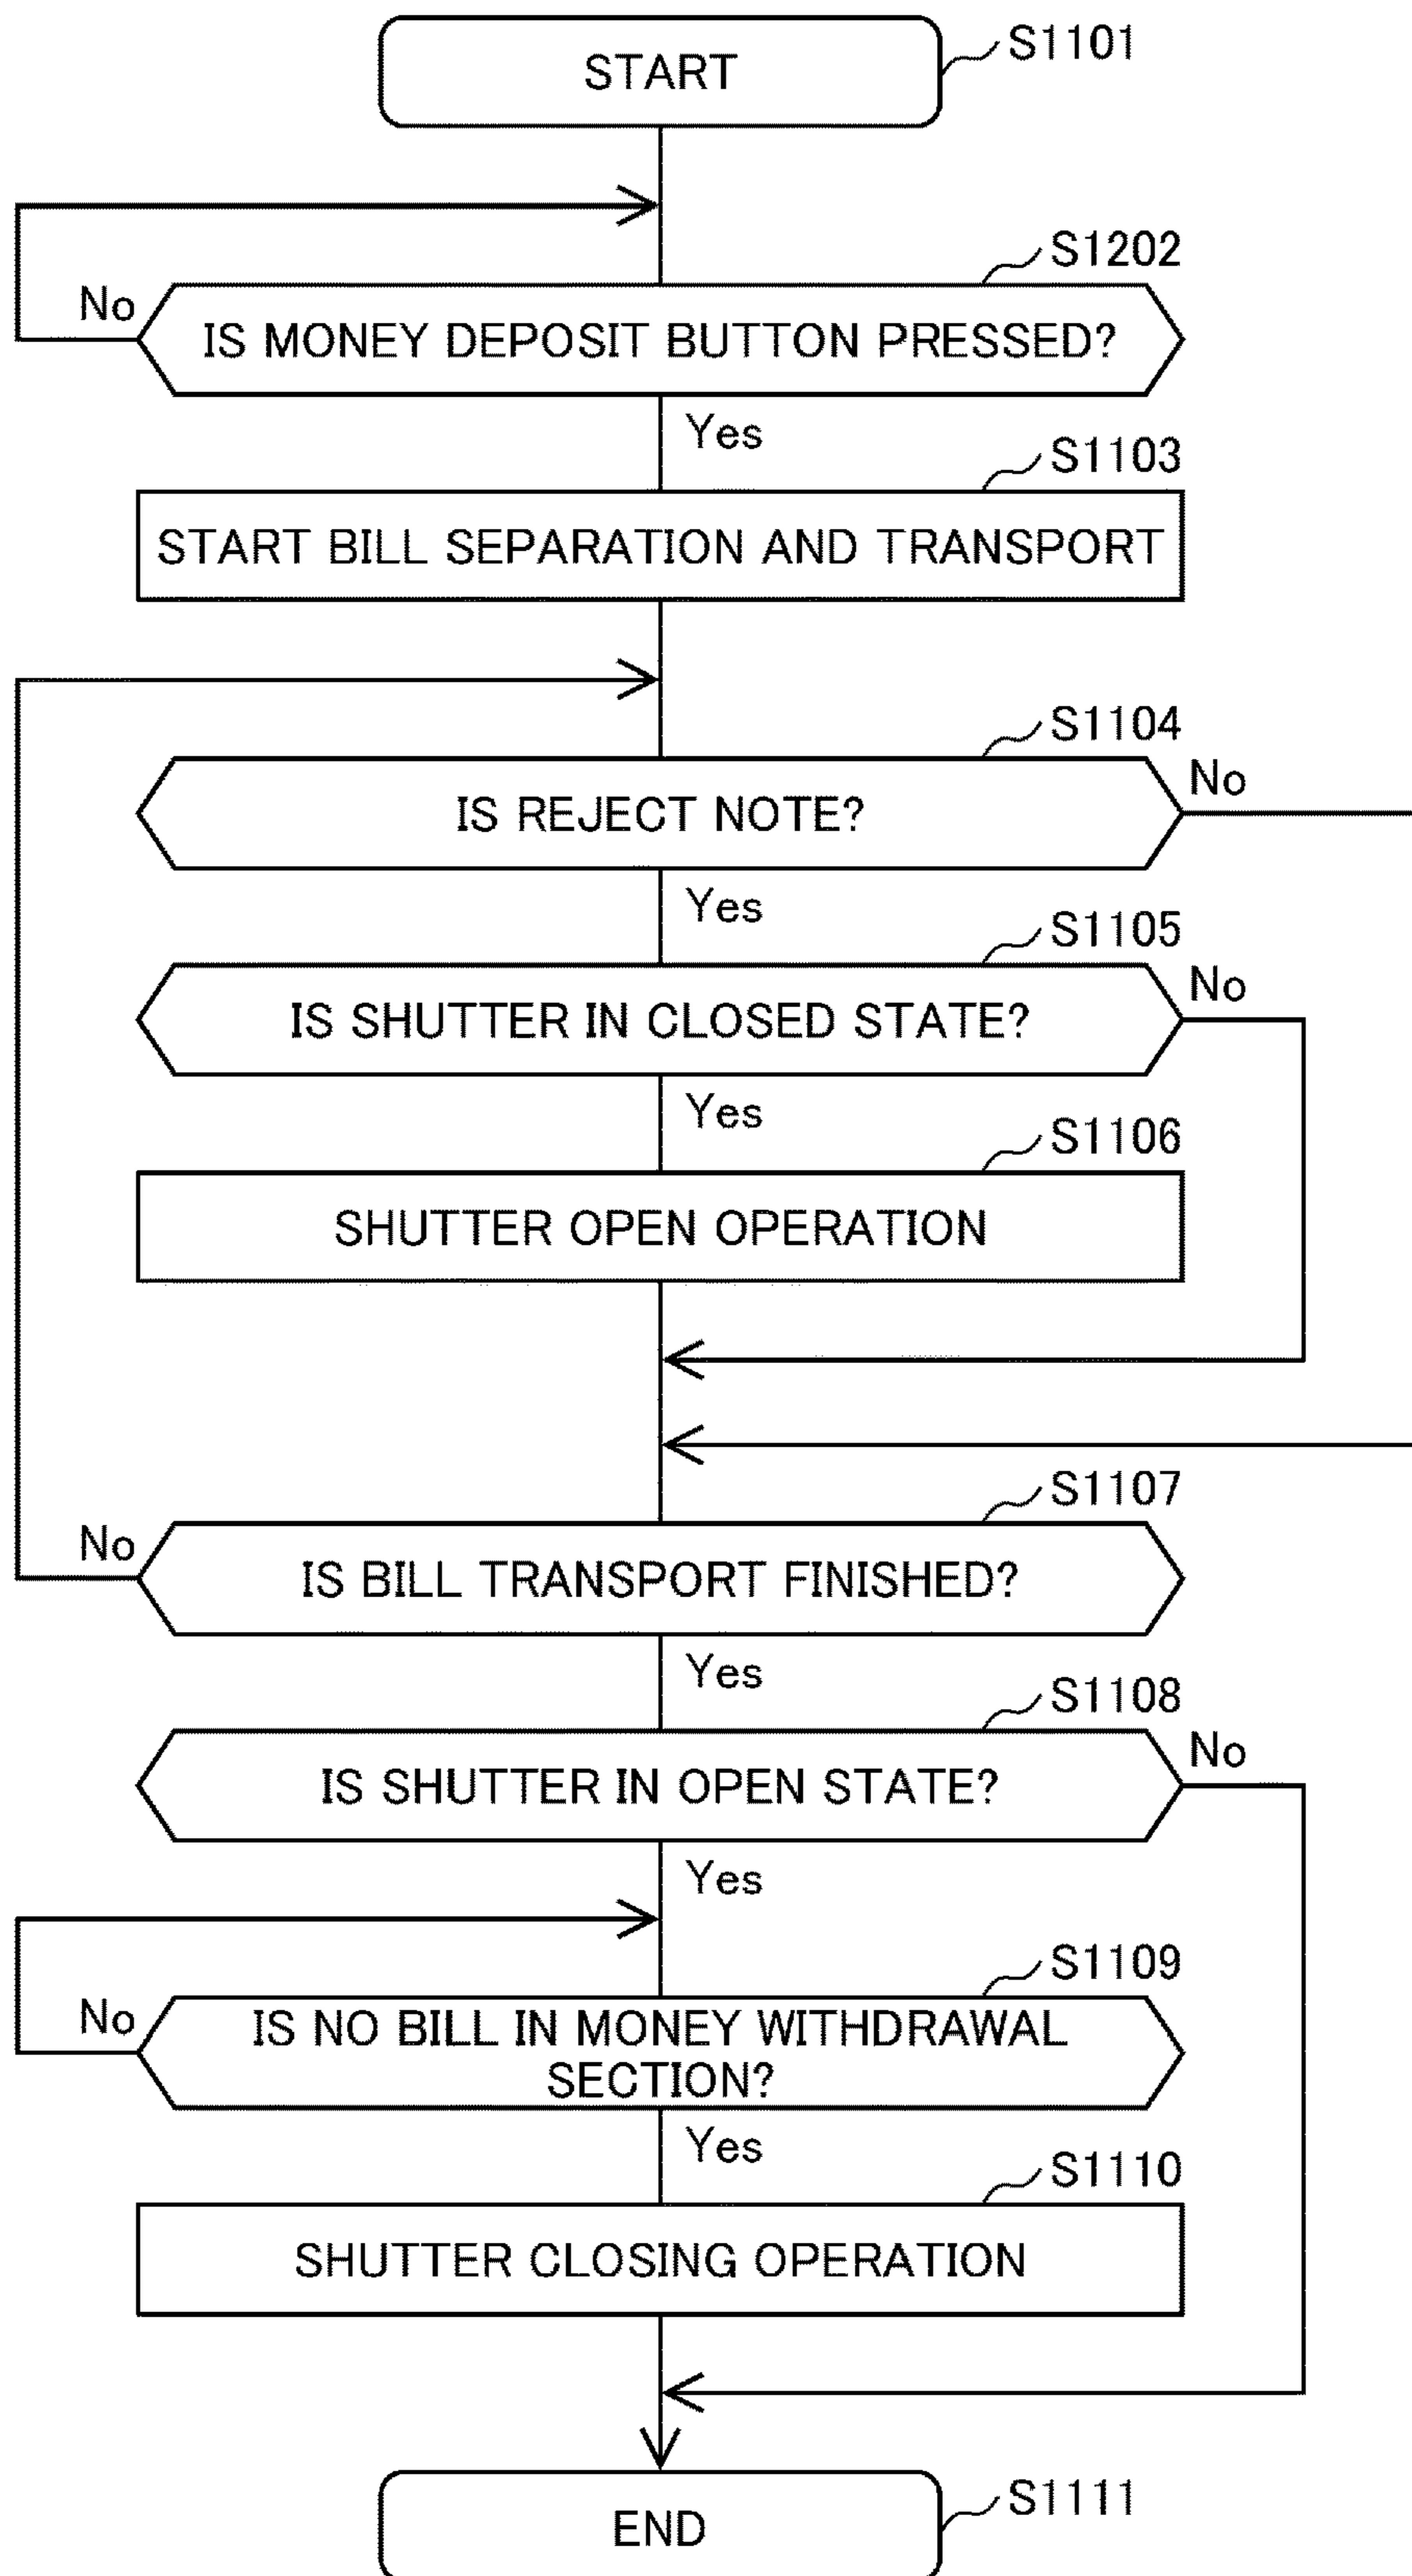 START
S1101
S1202
No
IS MONEY DEPOSIT BUTTON PRESSED?
Yes
S1103
START BILL SEPARATION AND TRANSPORT
S1104
No
IS REJECT NOTE?
Yes
S1105
No
IS SHUTTER IN CLOSED STATE?
Yes
S1106
SHUTTER OPEN OPERATION
S1107
No
IS BILL TRANSPORT FINISHED?
Yes
S1108
No
IS SHUTTER IN OPEN STATE?
Yes
S1109
No
IS NO BILL IN MONEY WITHDRAWAL
SECTION?
Yes
S1110
SHUTTER CLOSING OPERATION
S1111
END